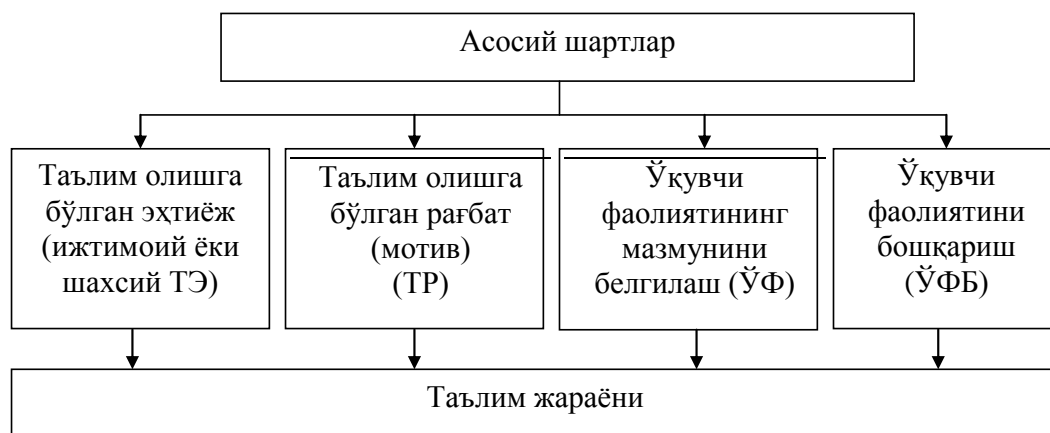 Асосий шартлар
Таълим олишга
бўлган эҳтиёж
(ижтимоий ёки
шахсий ТЭ)
Таълим олишга
бўлган рағбат
(мотив)
(ТР)
Ўқувчи
фаолиятининг
мазмунини
белгилаш (ЎФ)
Ўқувчи
фаолиятини
бошқариш
(ЎФБ)
Таълим жараёни